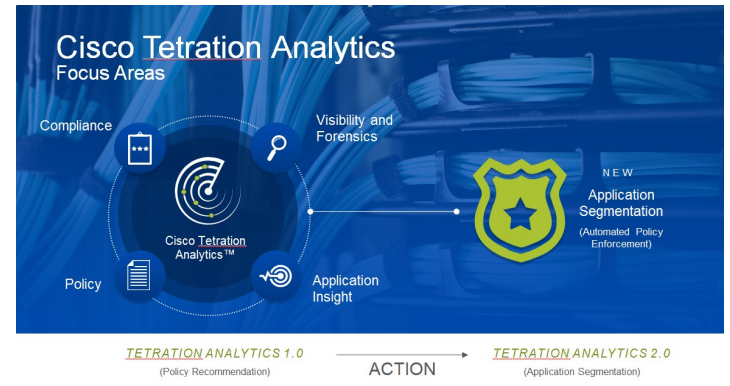 Cisco Tetration Analytics
Focus Areas
Compliance
Visibility and
Forensics
Cisco Tetration
Analytics™
Policy
Application
Insight
NEW
Application
Segmentation
(Automated Policy
Enforcement)
TETRATION ANALYTICS 1.0
(Policy Recommendation)
ACTION
TETRATION ANALYTICS 2.0
(Application Segmentation)